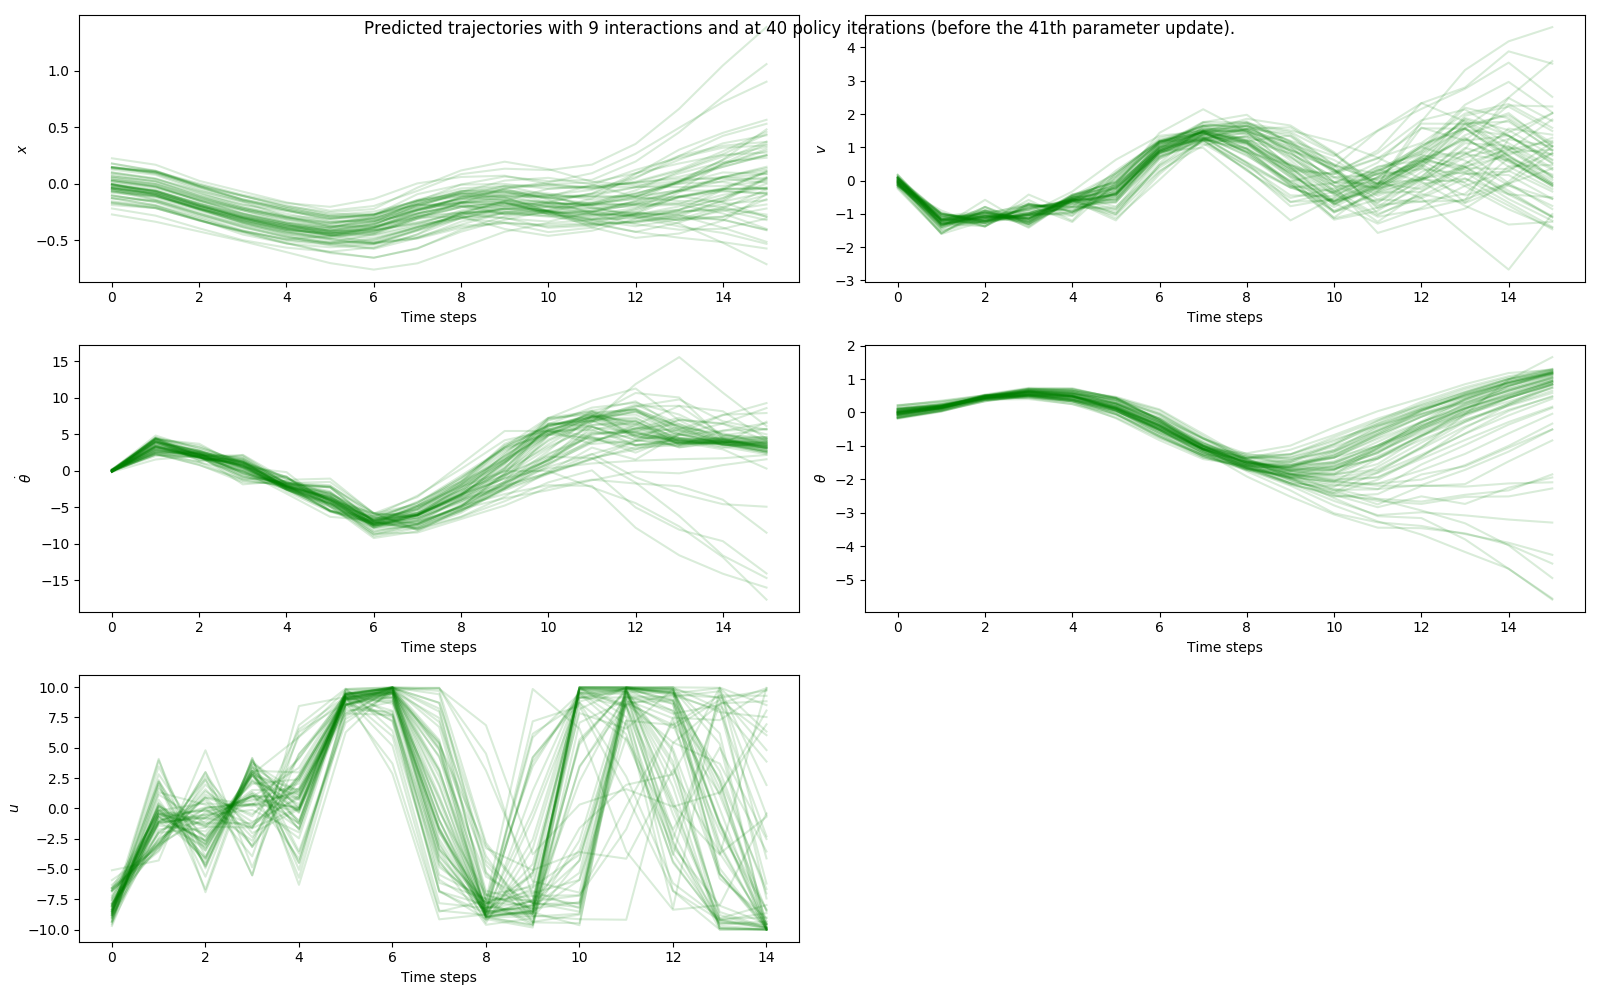 Predicted trajectories with 9 interactions and at 40 policy iterations (before the 41th parameter update).
x
1.0
0.5
0.0
−0.5
0 2 4 6 8 10 12 14
Time steps
v
4
3
2
1
0
−1
−2
−3
0 2 4 6 8 10 12 14
Time steps
θ̇
15
10
5
0
−5
−10
−15
0 2 4 6 8 10 12 14
Time steps
θ
2
1
0
−1
−2
−3
−4
−5
0 2 4 6 8 10 12 14
Time steps
u
10.0
7.5
5.0
2.5
0.0
−2.5
−5.0
−7.5
−10.0
0 2 4 6 8 10 12 14
Time steps